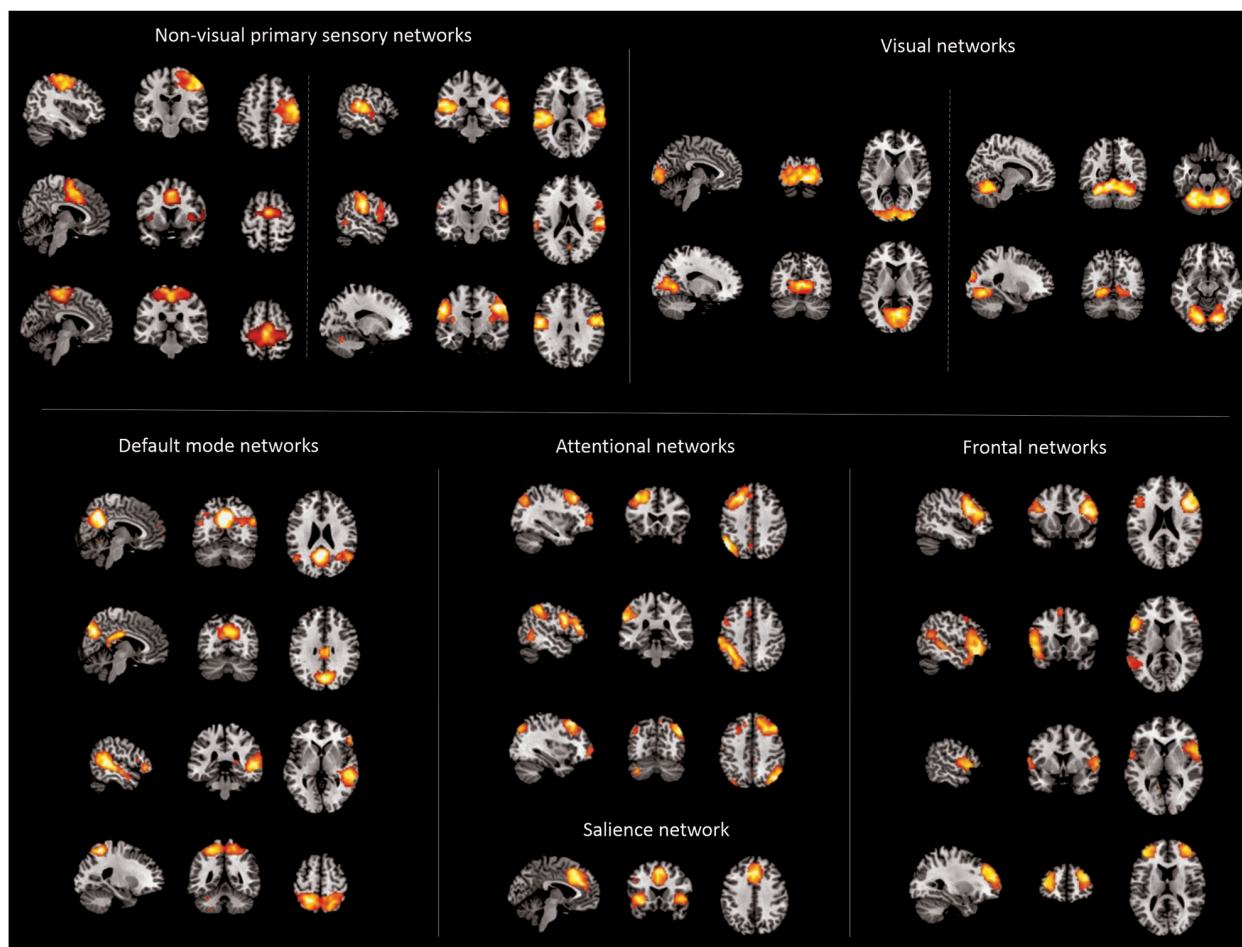 Non-visual primary sensory networks
Visual networks
Default mode networks
Attentional networks
Frontal networks
Salience network